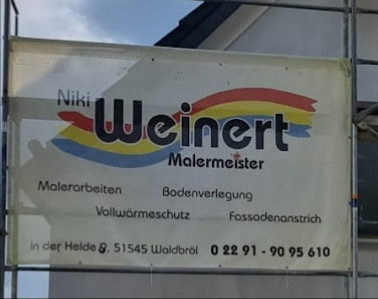 Niki
Weinert
Malermeister
Malerarbeiten Bodenverlegung
Vollwärmeschutz Fassadenanstrich
in der Helde 8. 51545 Waldbröl 0 22 91 - 90 95 610